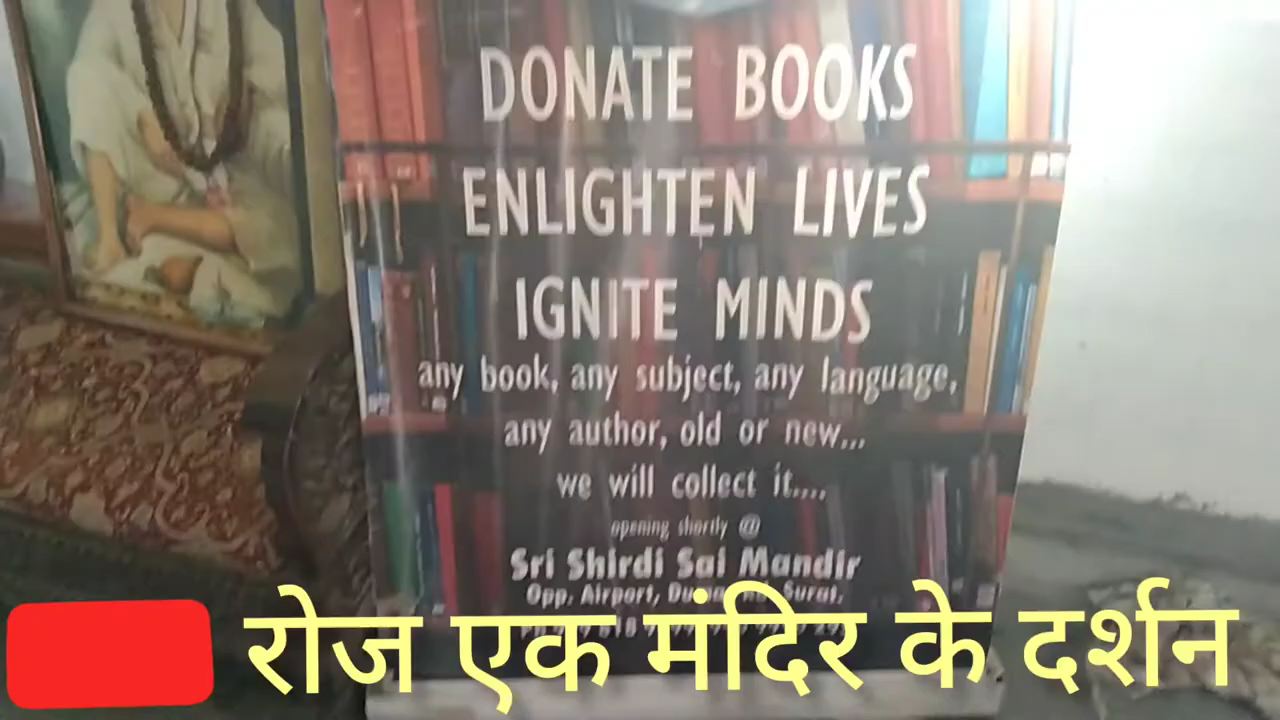 DONATE BOOKS
ENLIGHTEN LIVES
IGNITE MINDS
any book, any subject, any language,
any author, old or new...
we will collect it....
opening shortly @
Sri Shirdi Sai Mandir
Opp. Airport, Surat.
रोज एक मंदिर के दर्शन